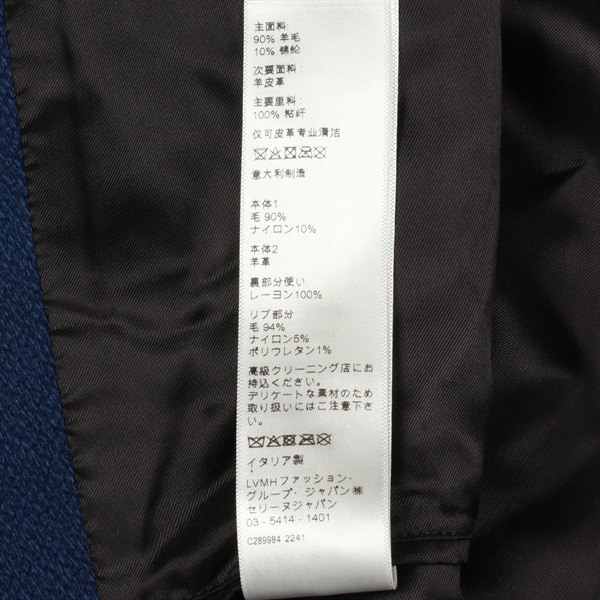 主面料:
90% 羊毛
10% 锦纶
次要面料:
羊皮革
主要里料:
100% 粘纤
仅可皮革专业清洁
意大利制造
本体1
毛 90%
ナイロン10%
本体2
羊革
裏部分使い
レーヨン100%
リブ部分
毛 94%
ナイロン5%
ポリウレタン1%
高級クリーニング店にお
持込ください。
デリケートな素材のため
取り扱いにはご注意下さ
い。
イタリア製
LVMHファッション・
グループ・ジャパン㈱
セリーヌジャパン
03 - 5414 - 1401
C289984 2241